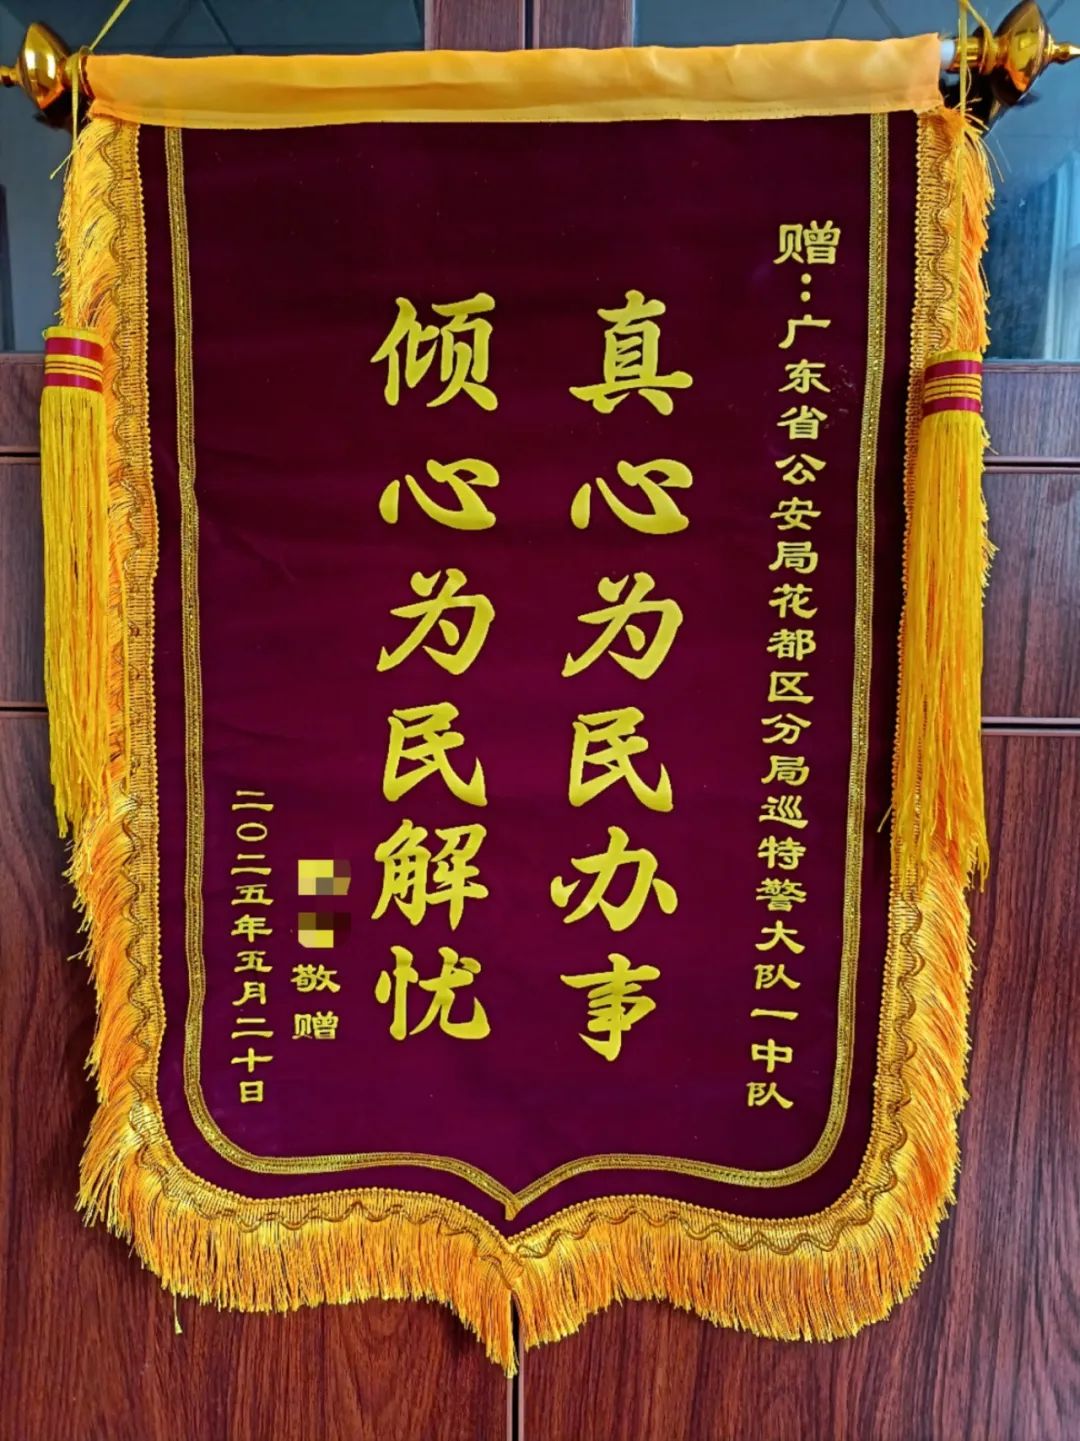 赠：广东省公安局花都区分局巡特警大队一中队
真心为民办事
倾心为民解忧
敬赠
二〇二五年五月二十日